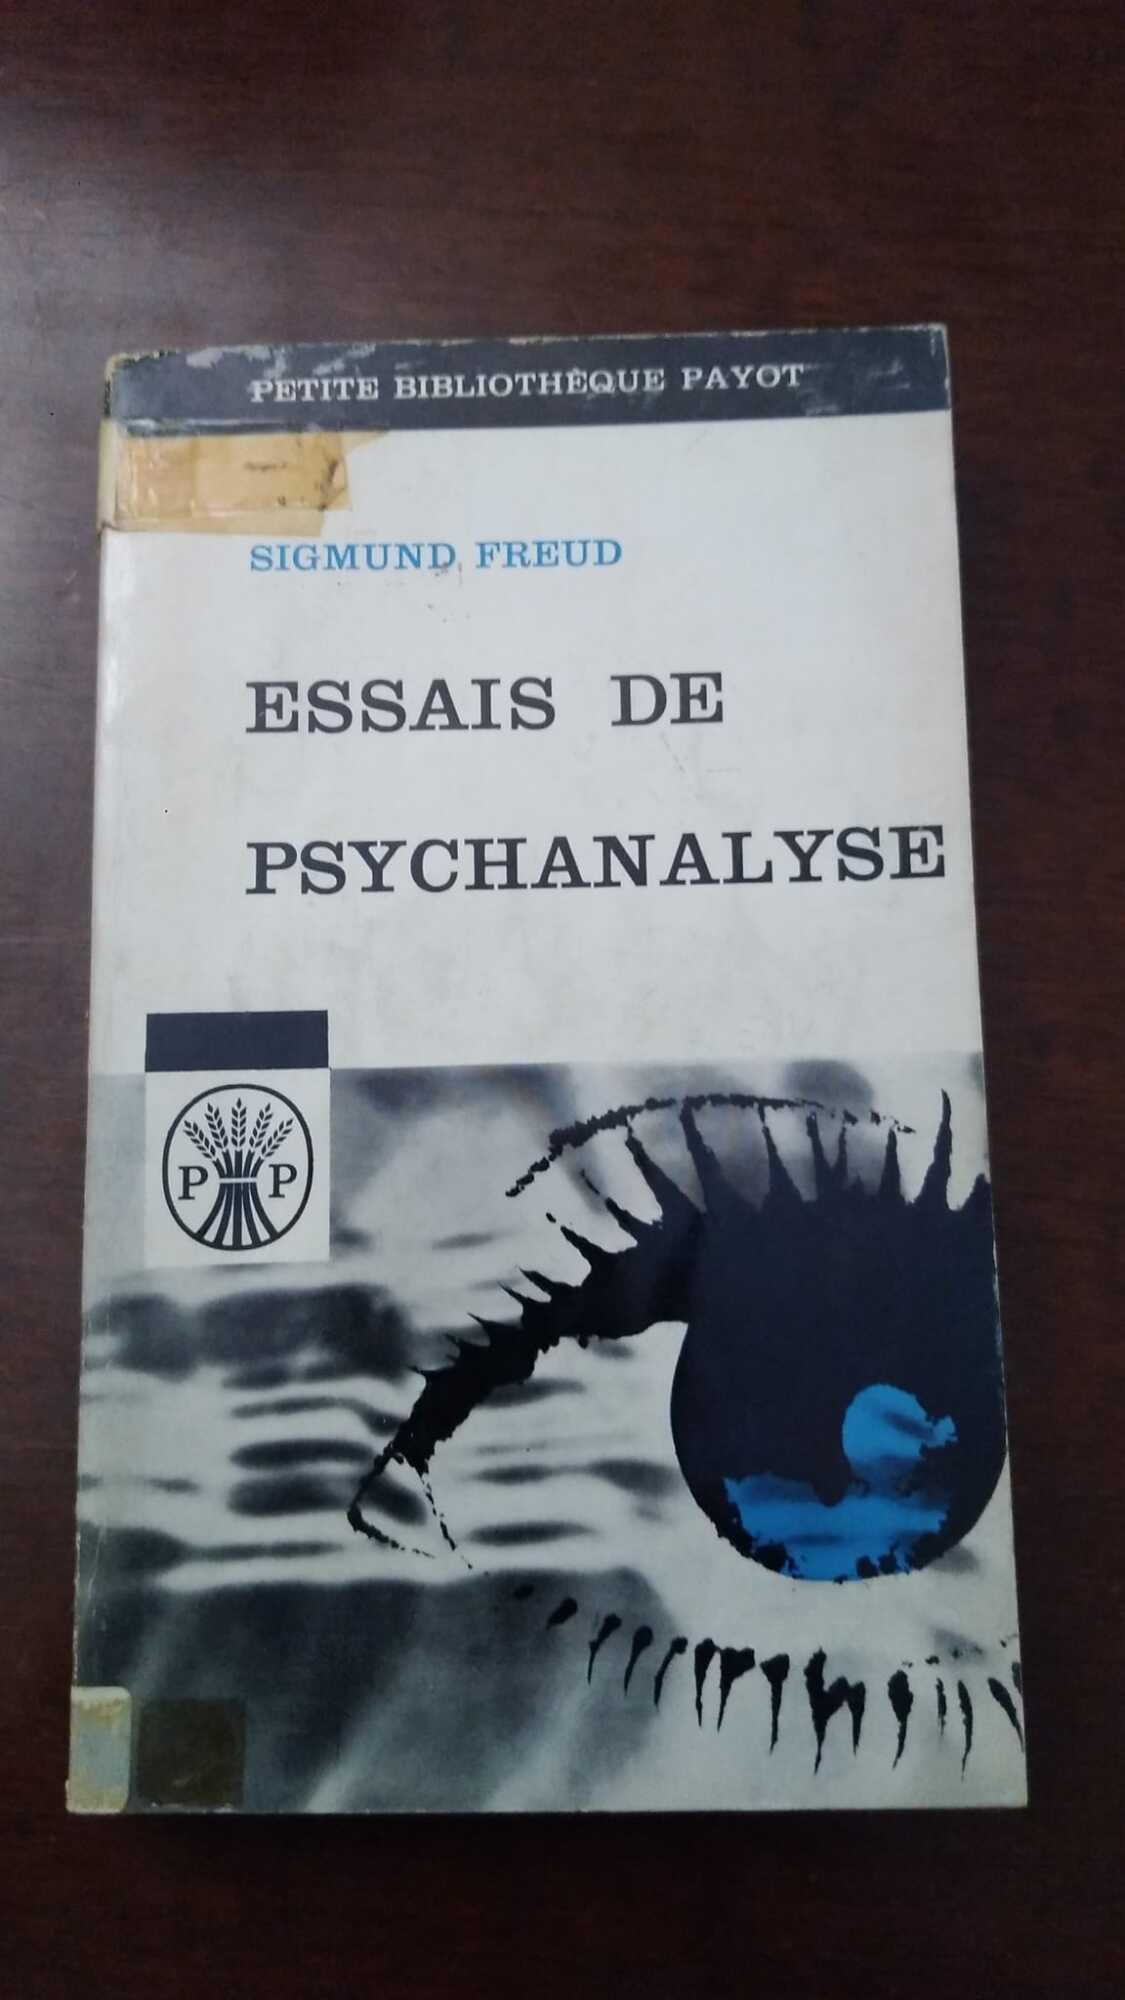 PETITE BIBLIOTHÈQUE PAYOT
SIGMUND FREUD
ESSAIS DE
PSYCHANALYSE
P P